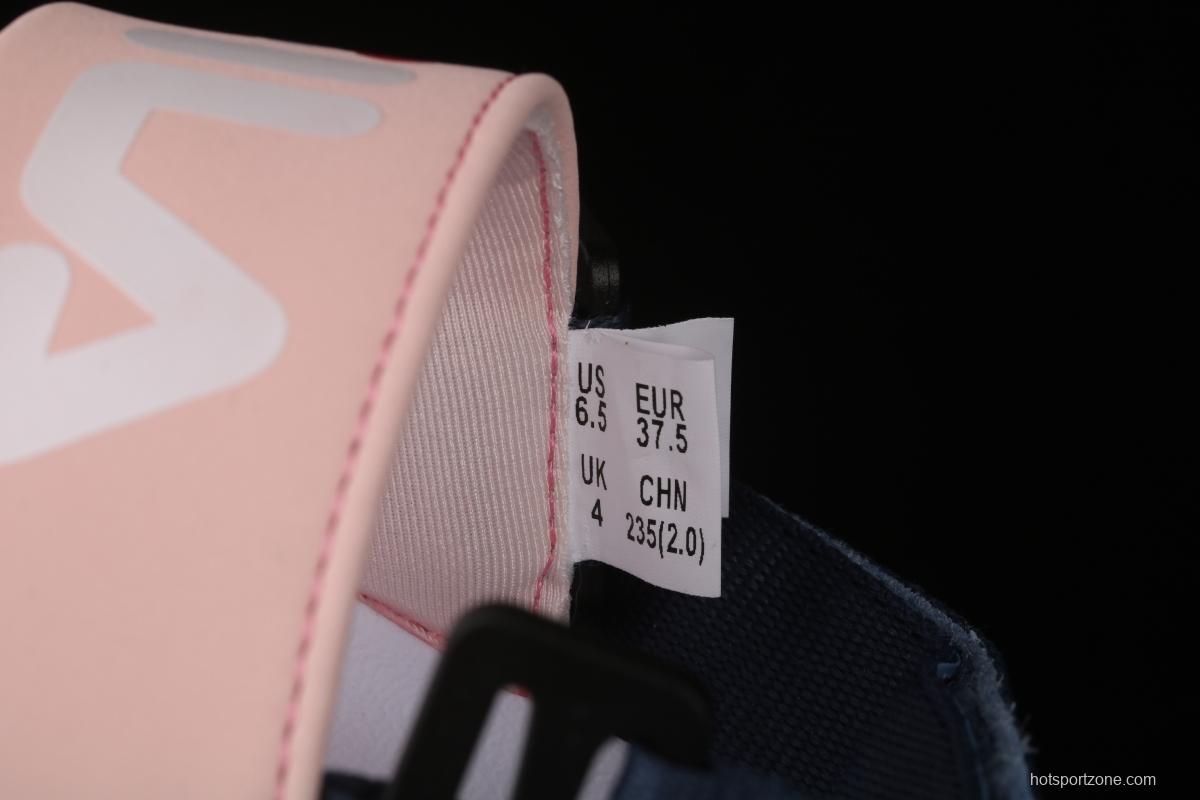 US
6.5
EUR
37.5
UK
4
CHN
235(2.0)
hotsportzone.com